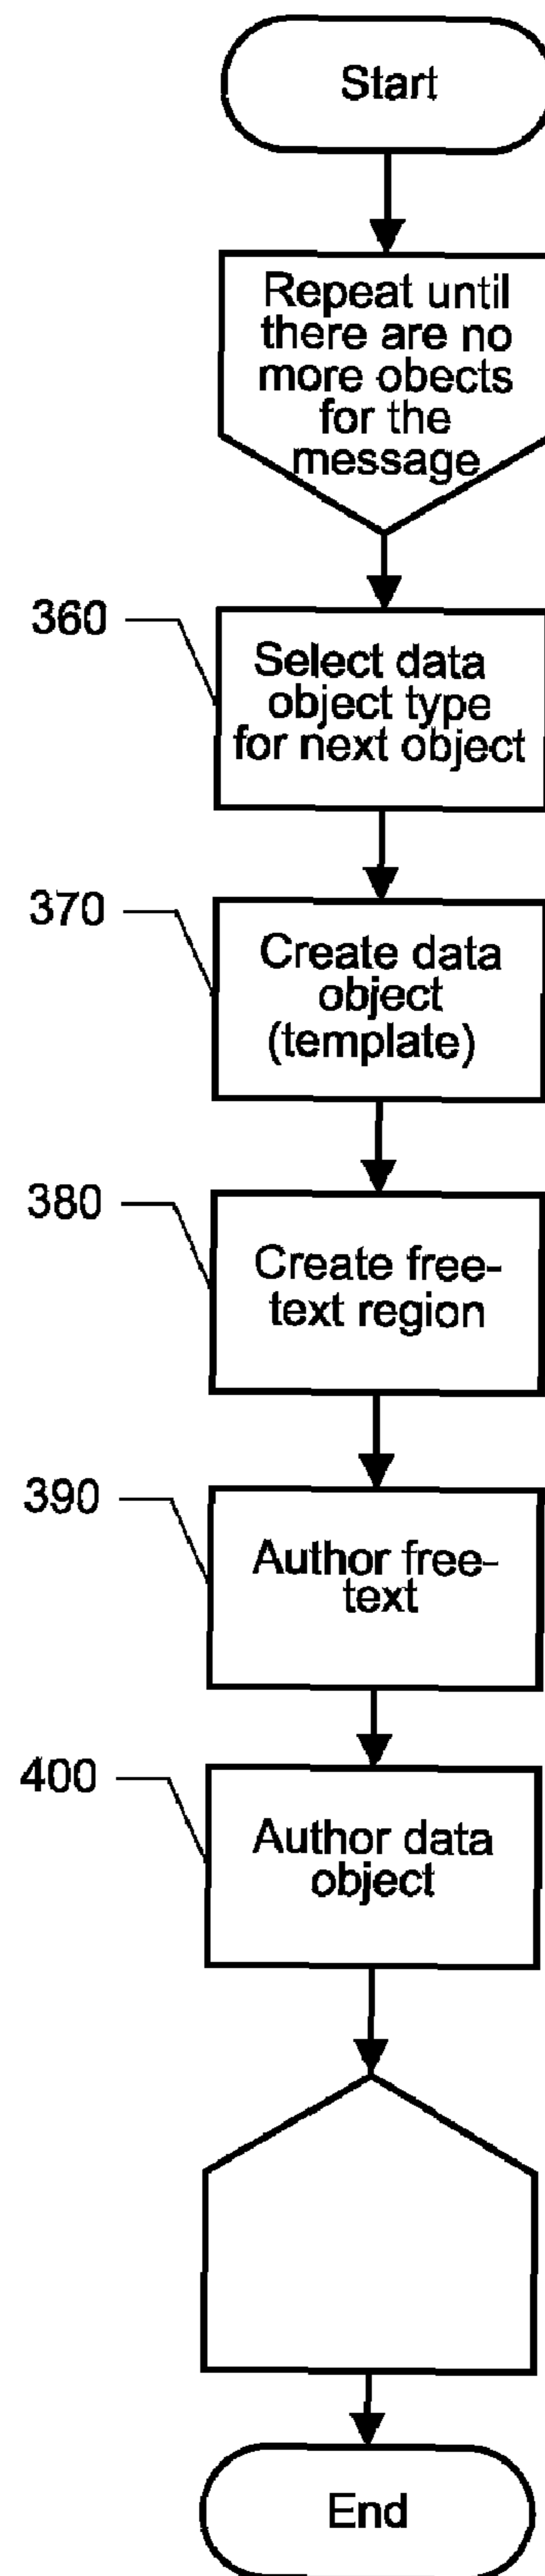 Start
Repeat until
there are no
more obects
for the
message
360
Select data
object type
for next object
370
Create data
object
(template)
380
Create free-
text region
390
Author free-
text
400
Author data
object
End